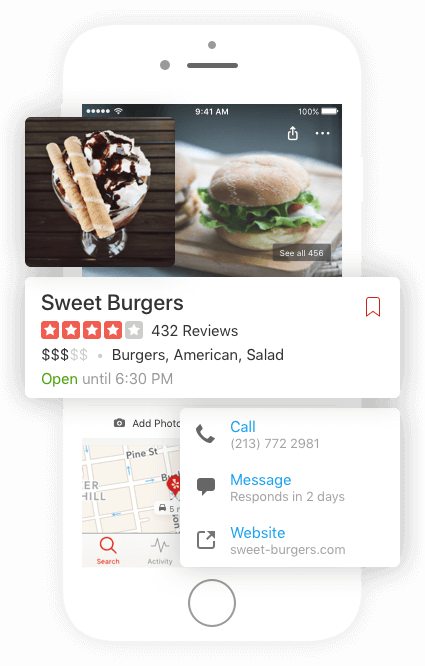 9:41 AM 100%
See all 456
Sweet Burgers
432 Reviews
$$$$$ • Burgers, American, Salad
Open until 6:30 PM
Add Photo
Call
(213) 772 2981
Message
Responds in 2 days
Website
sweet-burgers.com
Pine St
HILL
5
Search
Activity